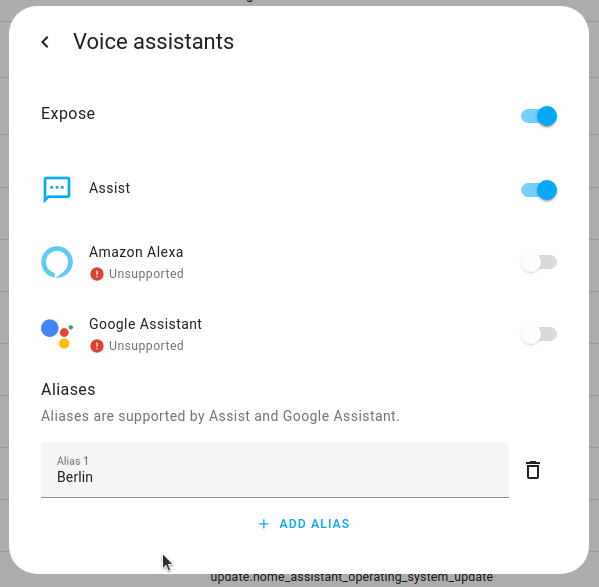 Voice assistants
Expose
Assist
Amazon Alexa
Unsupported
Google Assistant
Unsupported
Aliases
Aliases are supported by Assist and Google Assistant.
Alias 1
Berlin
ADD ALIAS
update.home_assistant_operating_system_update